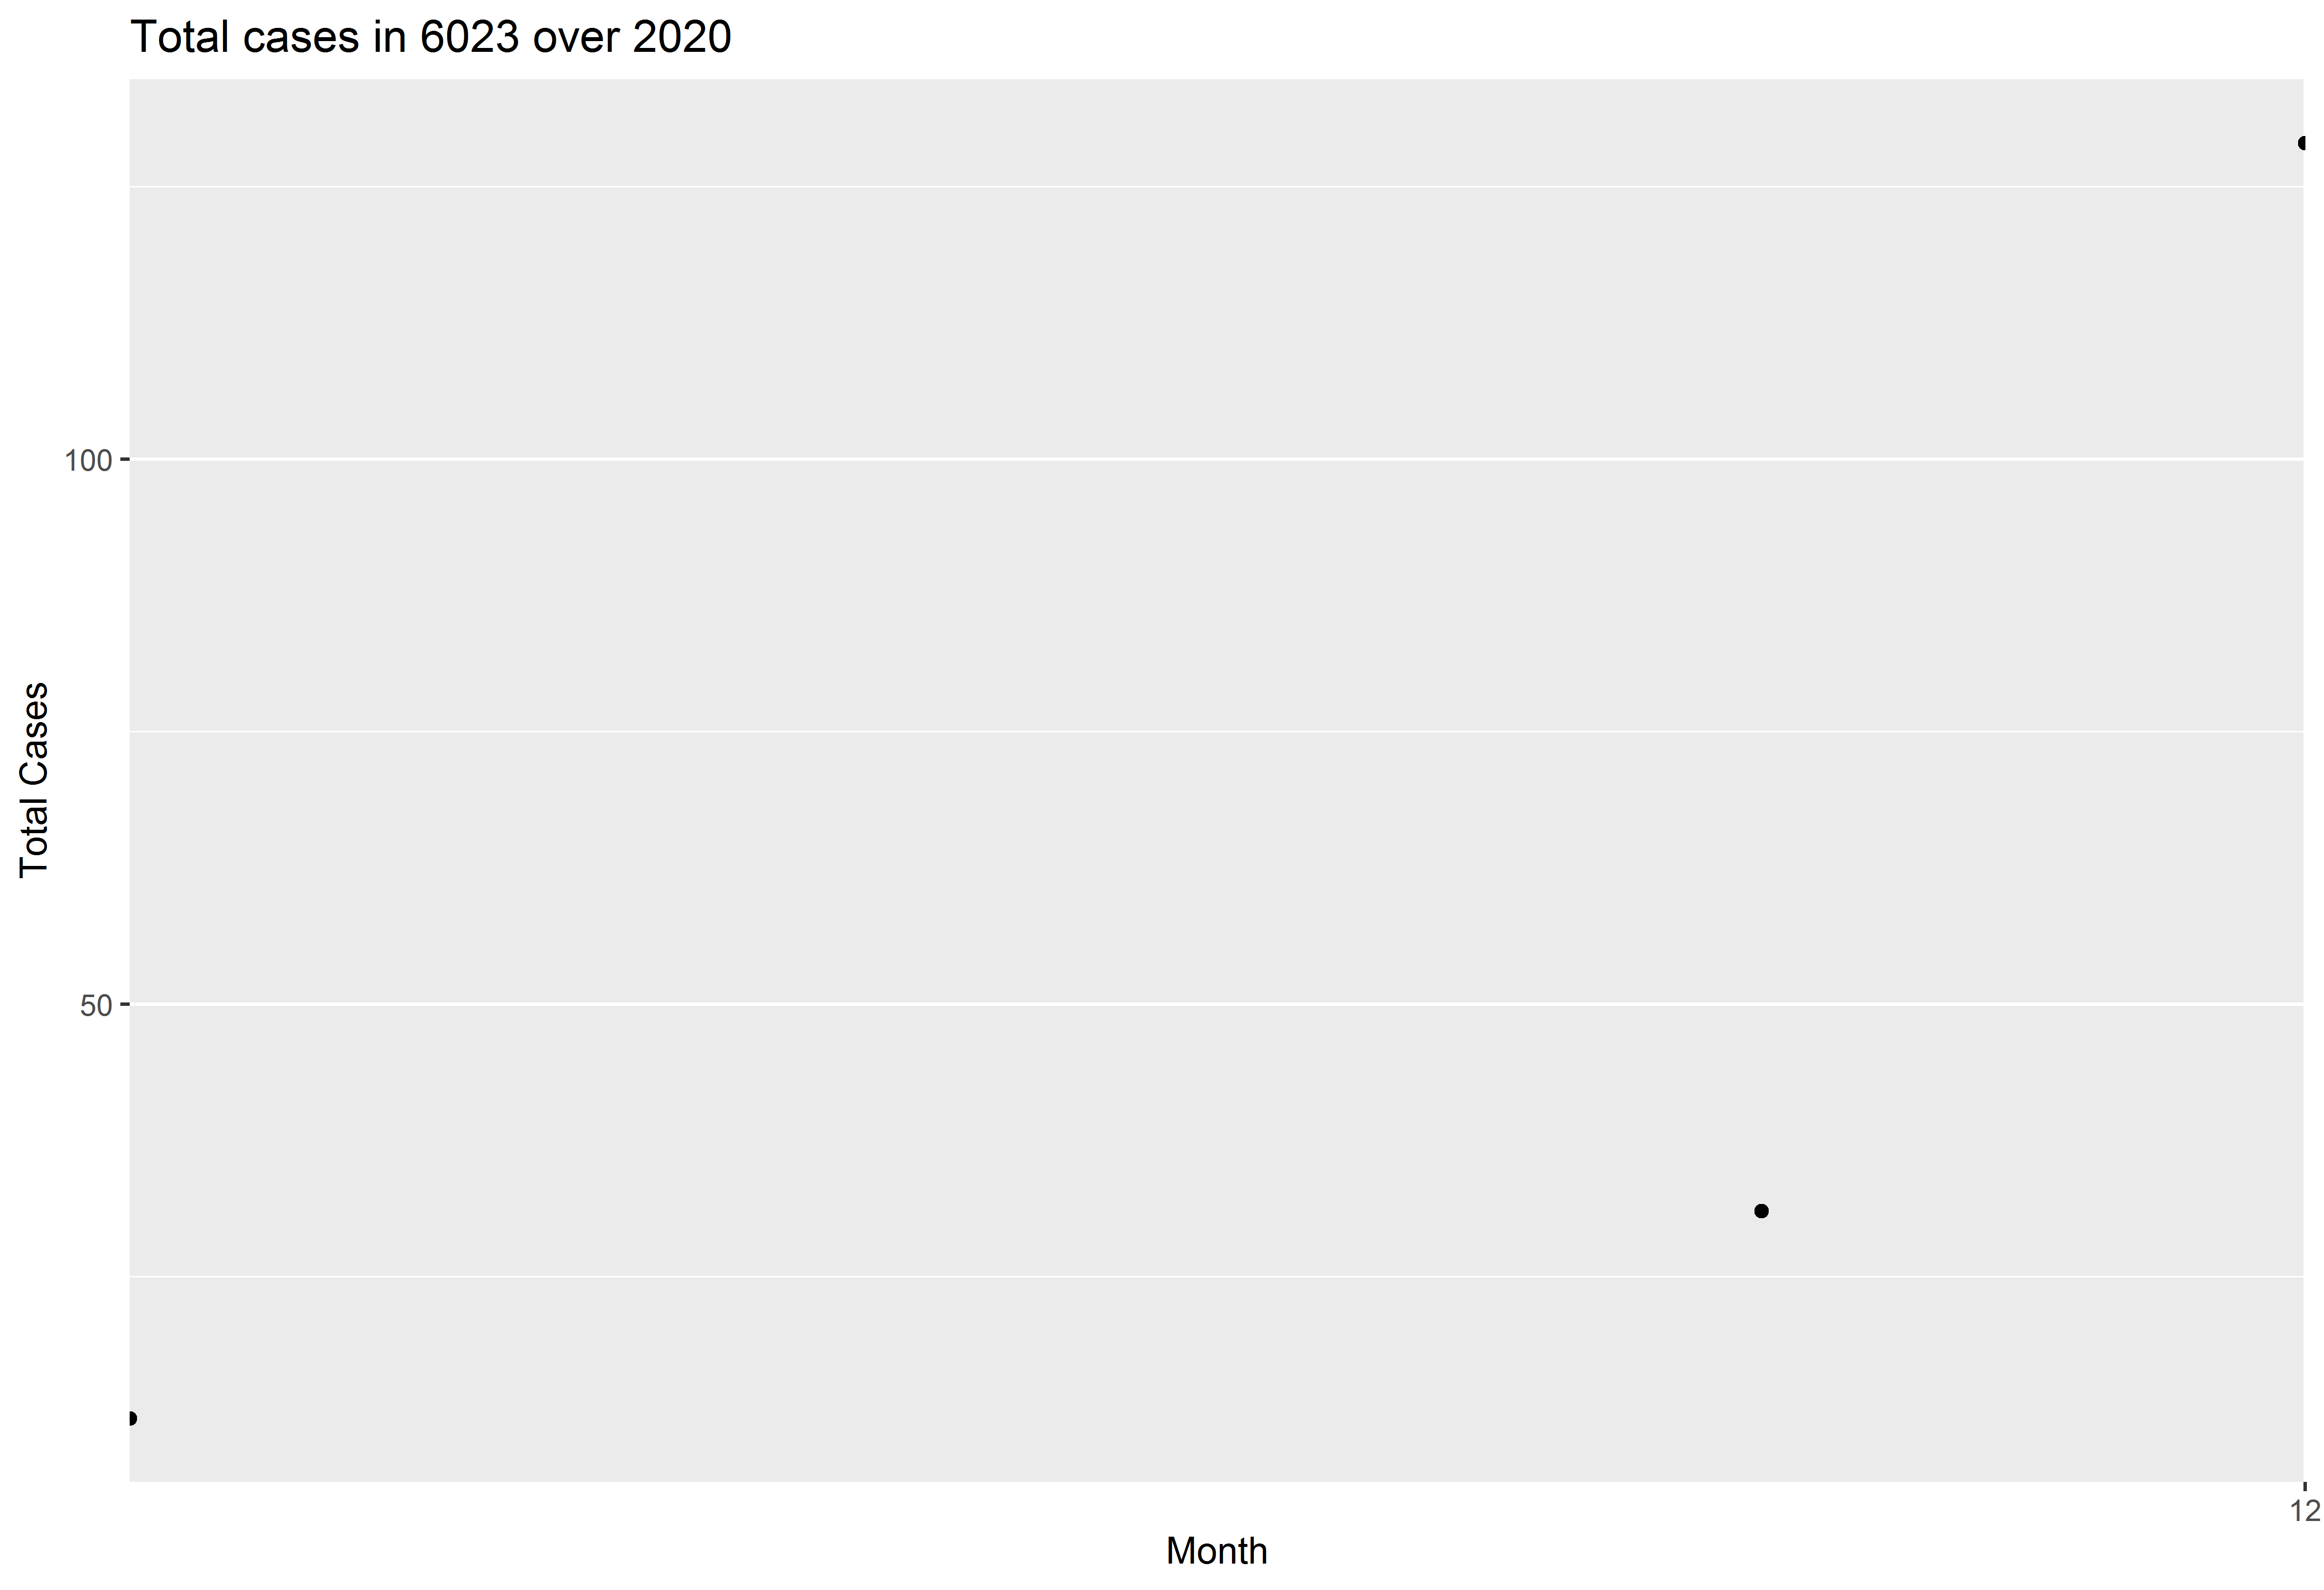 Total cases in 6023 over 2020
Total Cases
100
50
12
Month